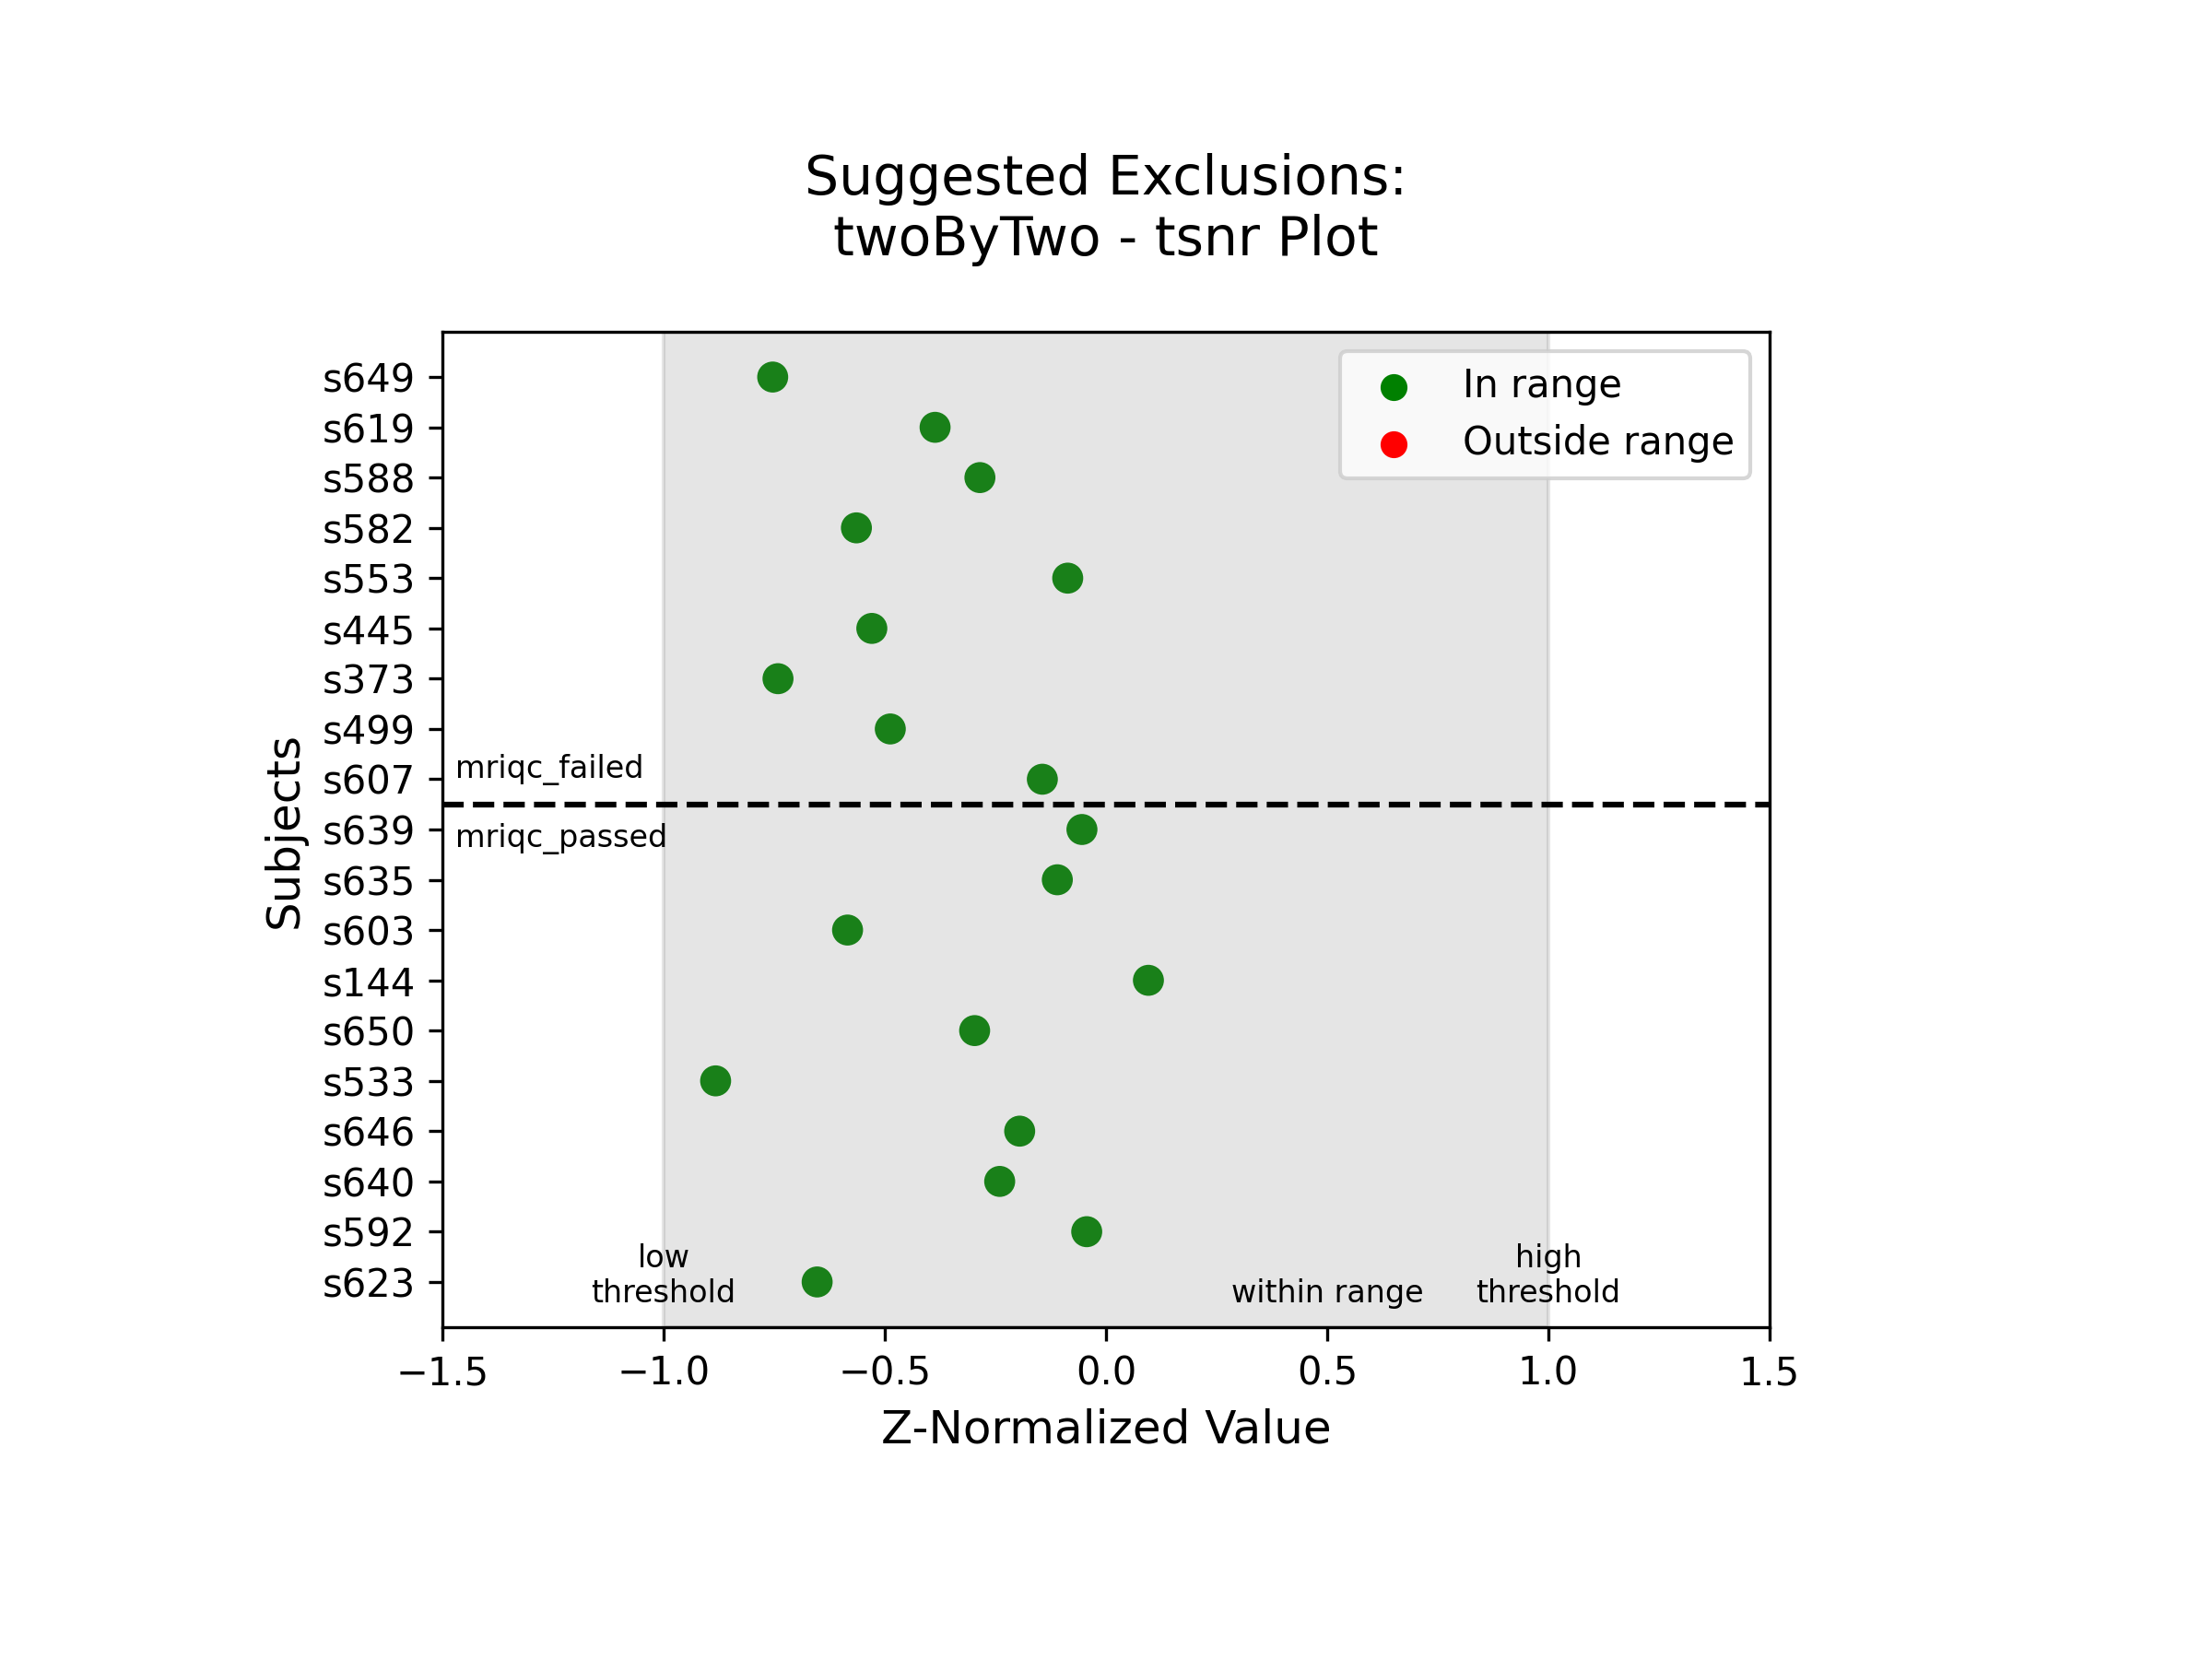 Suggested Exclusions:
twoByTwo - tsnr Plot
In range
Outside range
s649
s619
s588
s582
s553
s445
s373
s499
s607
s639
s635
s603
s144
s650
s533
s646
s640
s592
s623
Subjects
mriqc_failed
mriqc_passed
low
threshold
within range
high
threshold
−1.5
−1.0
−0.5
0.0
0.5
1.0
1.5
Z-Normalized Value